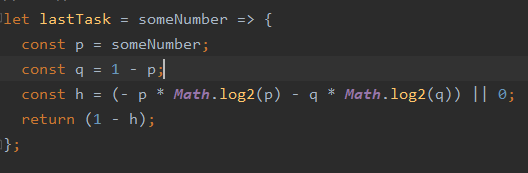 let lastTask = someNumber => {
  const p = someNumber;
  const q = 1 - p;
  const h = (- p * Math.log2(p) - q * Math.log2(q)) || 0;
  return (1 - h);
};